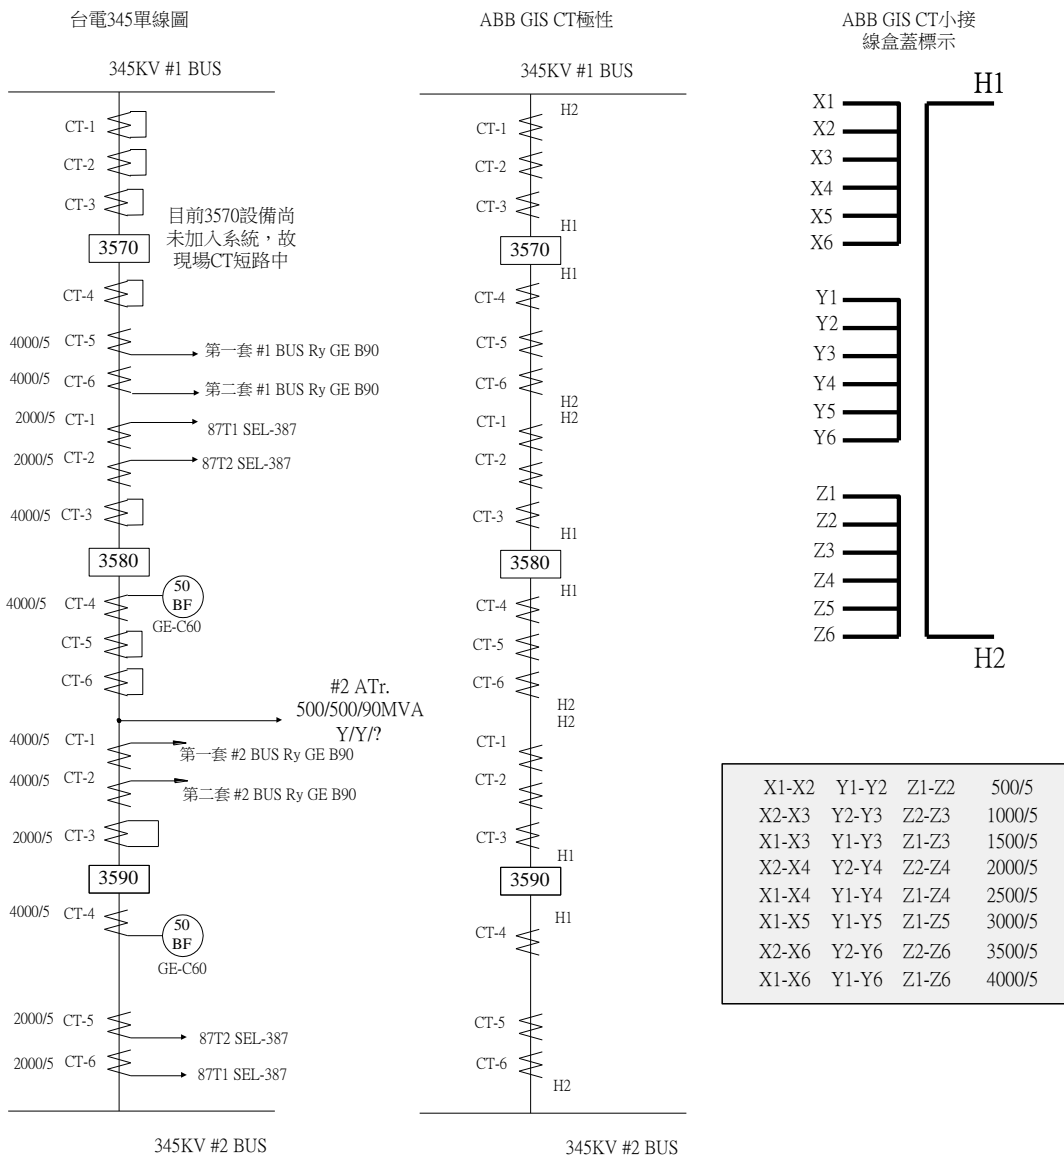 台電345單線圖
345KV #1 BUS
CT-1
CT-2
CT-3
目前3570設備尚
未加入系統，故
現場CT短路中
3570
CT-4
4000/5 CT-5
第一套 #1 BUS Ry GE B90
4000/5 CT-6
第二套 #1 BUS Ry GE B90
2000/5 CT-1
87T1 SEL-387
2000/5 CT-2
87T2 SEL-387
4000/5 CT-3
3580
4000/5 CT-4
50
BF
GE-C60
CT-5
CT-6
#2 ATr.
500/500/90MVA
Y/Y/?
4000/5 CT-1
第一套 #2 BUS Ry GE B90
4000/5 CT-2
第二套 #2 BUS Ry GE B90
2000/5 CT-3
3590
4000/5 CT-4
50
BF
GE-C60
2000/5 CT-5
87T2 SEL-387
2000/5 CT-6
87T1 SEL-387
345KV #2 BUS
ABB GIS CT極性
345KV #1 BUS
H2
CT-1
CT-2
CT-3
H1
3570
H1
CT-4
CT-5
CT-6
H2
H2
CT-1
CT-2
CT-3
H1
3580
H1
CT-4
CT-5
CT-6
H2
H2
CT-1
CT-2
CT-3
H1
3590
H1
CT-4
CT-5
CT-6
H2
345KV #2 BUS
ABB GIS CT小接
線盒蓋標示
H1
X1
X2
X3
X4
X5
X6
Y1
Y2
Y3
Y4
Y5
Y6
Z1
Z2
Z3
Z4
Z5
Z6
H2
X1-X2 Y1-Y2 Z1-Z2 500/5
X2-X3 Y2-Y3 Z2-Z3 1000/5
X1-X3 Y1-Y3 Z1-Z3 1500/5
X2-X4 Y2-Y4 Z2-Z4 2000/5
X1-X4 Y1-Y4 Z1-Z4 2500/5
X1-X5 Y1-Y5 Z1-Z5 3000/5
X2-X6 Y2-Y6 Z2-Z6 3500/5
X1-X6 Y1-Y6 Z1-Z6 4000/5